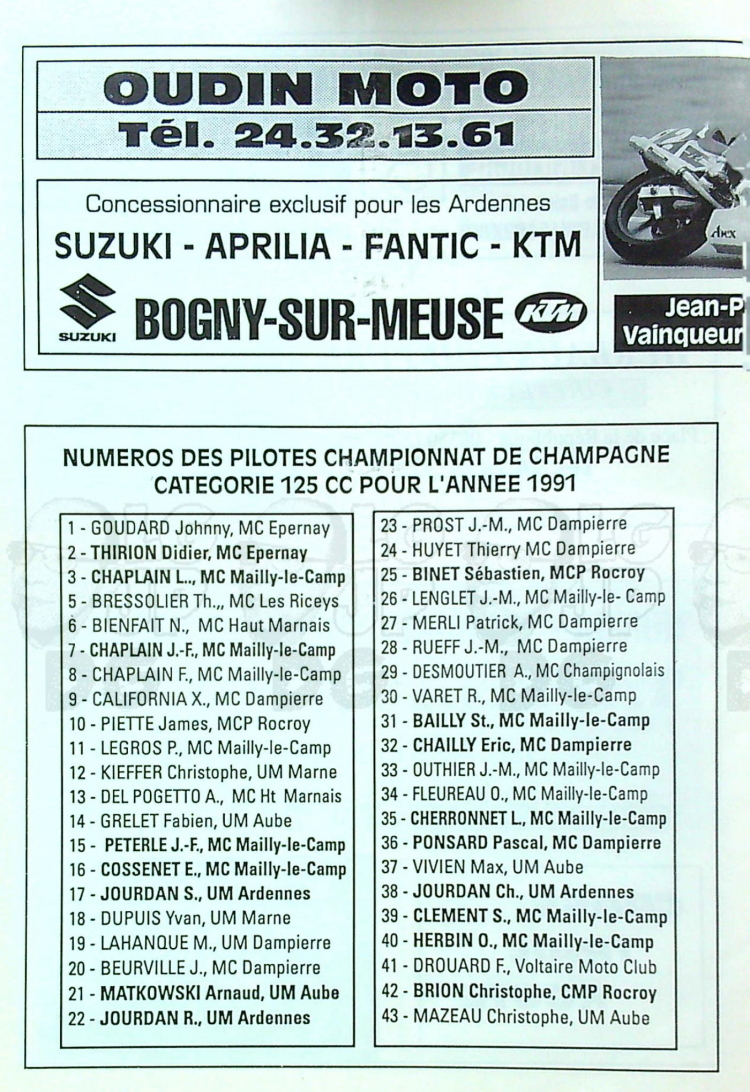 OUDIN MOTO
Tél. 24.32.13.61
Concessionnaire exclusif pour les Ardennes
SUZUKI - APRILIA - FANTIC - KTM
SUZUKI
BOGNY-SUR-MEUSE
KTM
Jean-P
Vainqueur
NUMEROS DES PILOTES CHAMPIONNAT DE CHAMPAGNE
CATEGORIE 125 CC POUR L'ANNEE 1991
1 - GOUDARD Johnny, MC Epernay
2 - THIRION Didier, MC Epernay
3 - CHAPLAIN L.., MC Mailly-le-Camp
5 - BRESSOLIER Th.,, MC Les Riceys
6 - BIENFAIT N., MC Haut Marnais
7 - CHAPLAIN J.-F., MC Mailly-le-Camp
8 - CHAPLAIN F., MC Mailly-le-Camp
9 - CALIFORNIA X., MC Dampierre
10 - PIETTE James, MCP Rocroy
11 - LEGROS P., MC Mailly-le-Camp
12 - KIEFFER Christophe, UM Marne
13 - DEL POGETTO A., MC Ht Marnais
14 - GRELET Fabien, UM Aube
15 - PETERLE J.-F., MC Mailly-le-Camp
16 - COSSENET E., MC Mailly-le-Camp
17 - JOURDAN S., UM Ardennes
18 - DUPUIS Yvan, UM Marne
19 - LAHANQUE M., UM Dampierre
20 - BEURVILLE J., MC Dampierre
21 - MATKOWSKI Arnaud, UM Aube
22 - JOURDAN R., UM Ardennes
23 - PROST J.-M., MC Dampierre
24 - HUYET Thierry MC Dampierre
25 - BINET Sébastien, MCP Rocroy
26 - LENGLET J.-M., MC Mailly-le- Camp
27 - MERLI Patrick, MC Dampierre
28 - RUEFF J.-M., MC Dampierre
29 - DESMOUTIER A., MC Champignolais
30 - VARET R., MC Mailly-le-Camp
31 - BAILLY St., MC Mailly-le-Camp
32 - CHAILLY Eric, MC Dampierre
33 - OUTHIER J.-M., MC Mailly-le-Camp
34 - FLEUREAU O., MC Mailly-le-Camp
35 - CHERRONNET L., MC Mailly-le-Camp
36 - PONSARD Pascal, MC Dampierre
37 - VIVIEN Max, UM Aube
38 - JOURDAN Ch., UM Ardennes
39 - CLEMENT S., MC Mailly-le-Camp
40 - HERBIN O., MC Mailly-le-Camp
41 - DROUARD F., Voltaire Moto Club
42 - BRION Christophe, CMP Rocroy
43 - MAZEAU Christophe, UM Aube